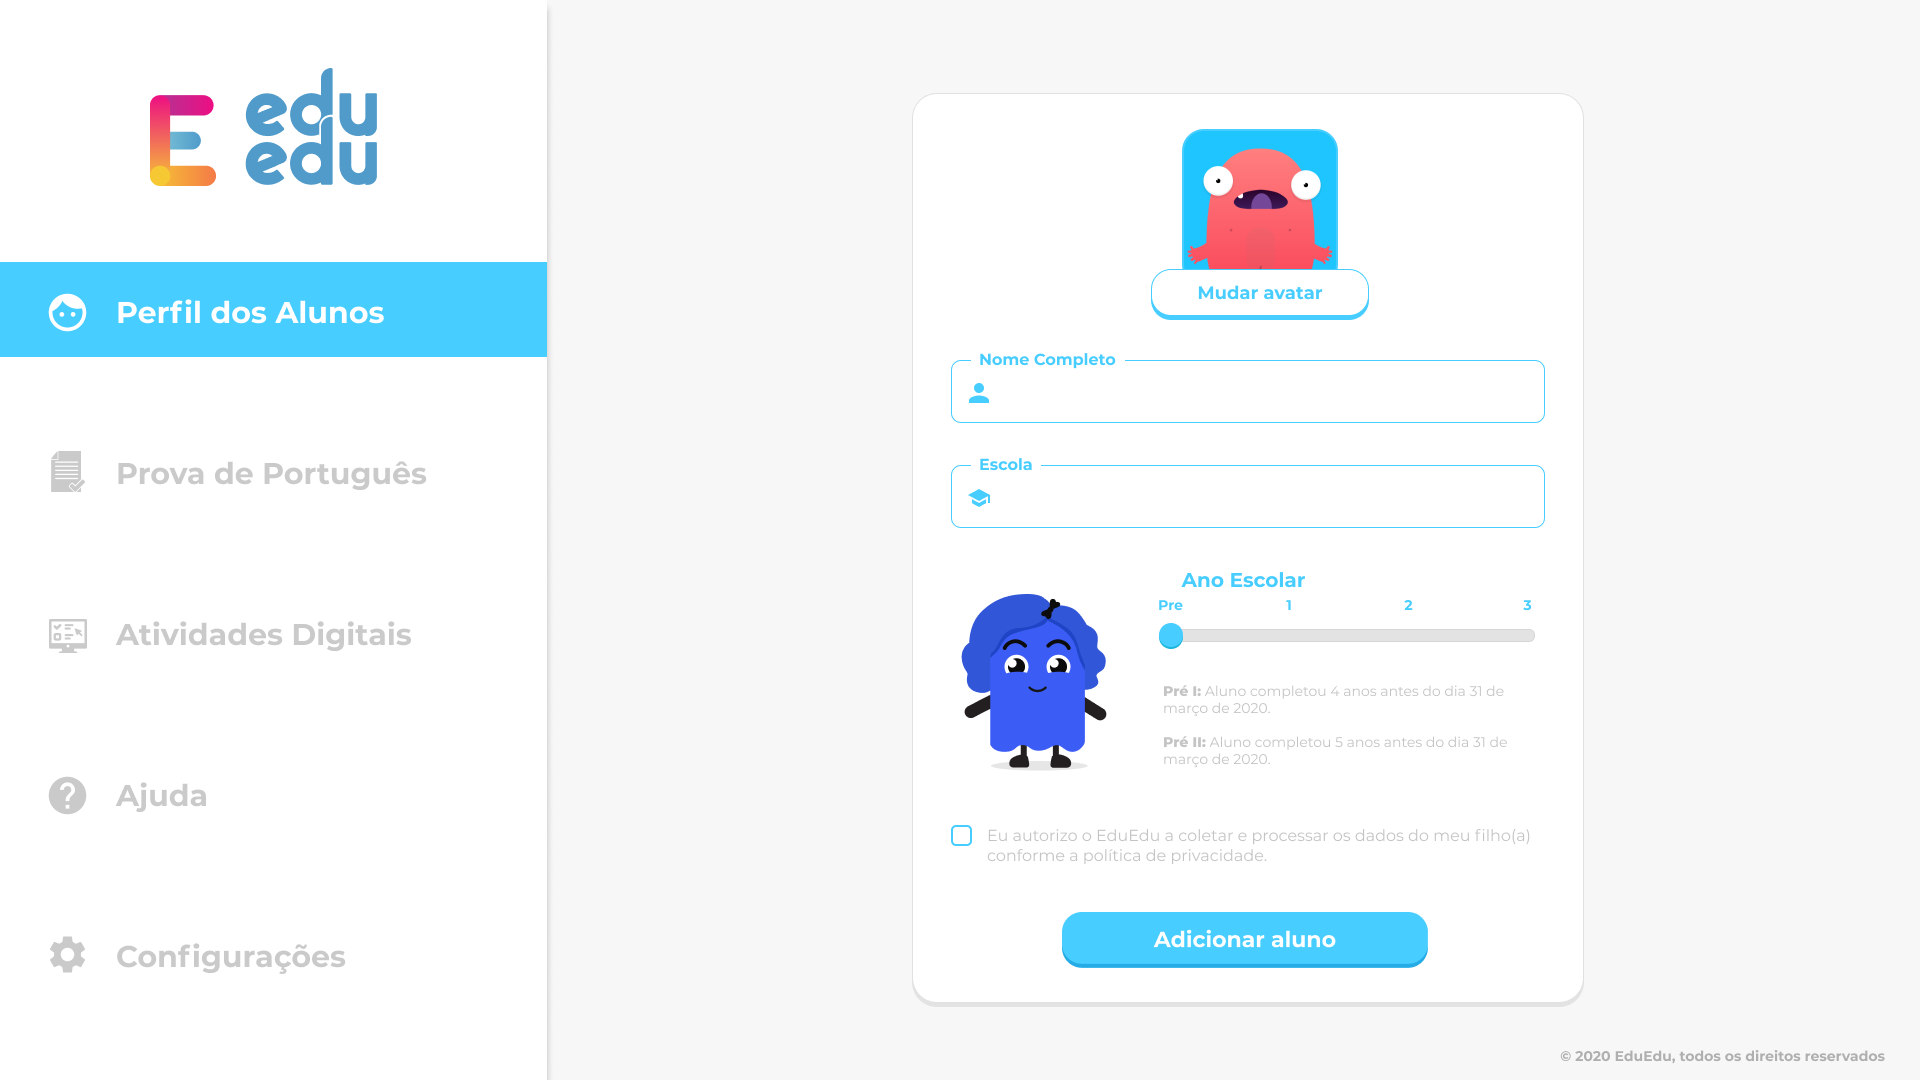 E edu
edu
Perfil dos Alunos
Prova de Português
Atividades Digitais
Ajuda
Configurações
Mudar avatar
Nome Completo
Escola
Ano Escolar
Pre 1 2 3
Pré I: Aluno completou 4 anos antes do dia 31 de
março de 2020.
Pré II: Aluno completou 5 anos antes do dia 31 de
março de 2020.
Eu autorizo o EduEdu a coletar e processar os dados do meu filho(a)
conforme a política de privacidade.
Adicionar aluno
© 2020 EduEdu, todos os direitos reservados